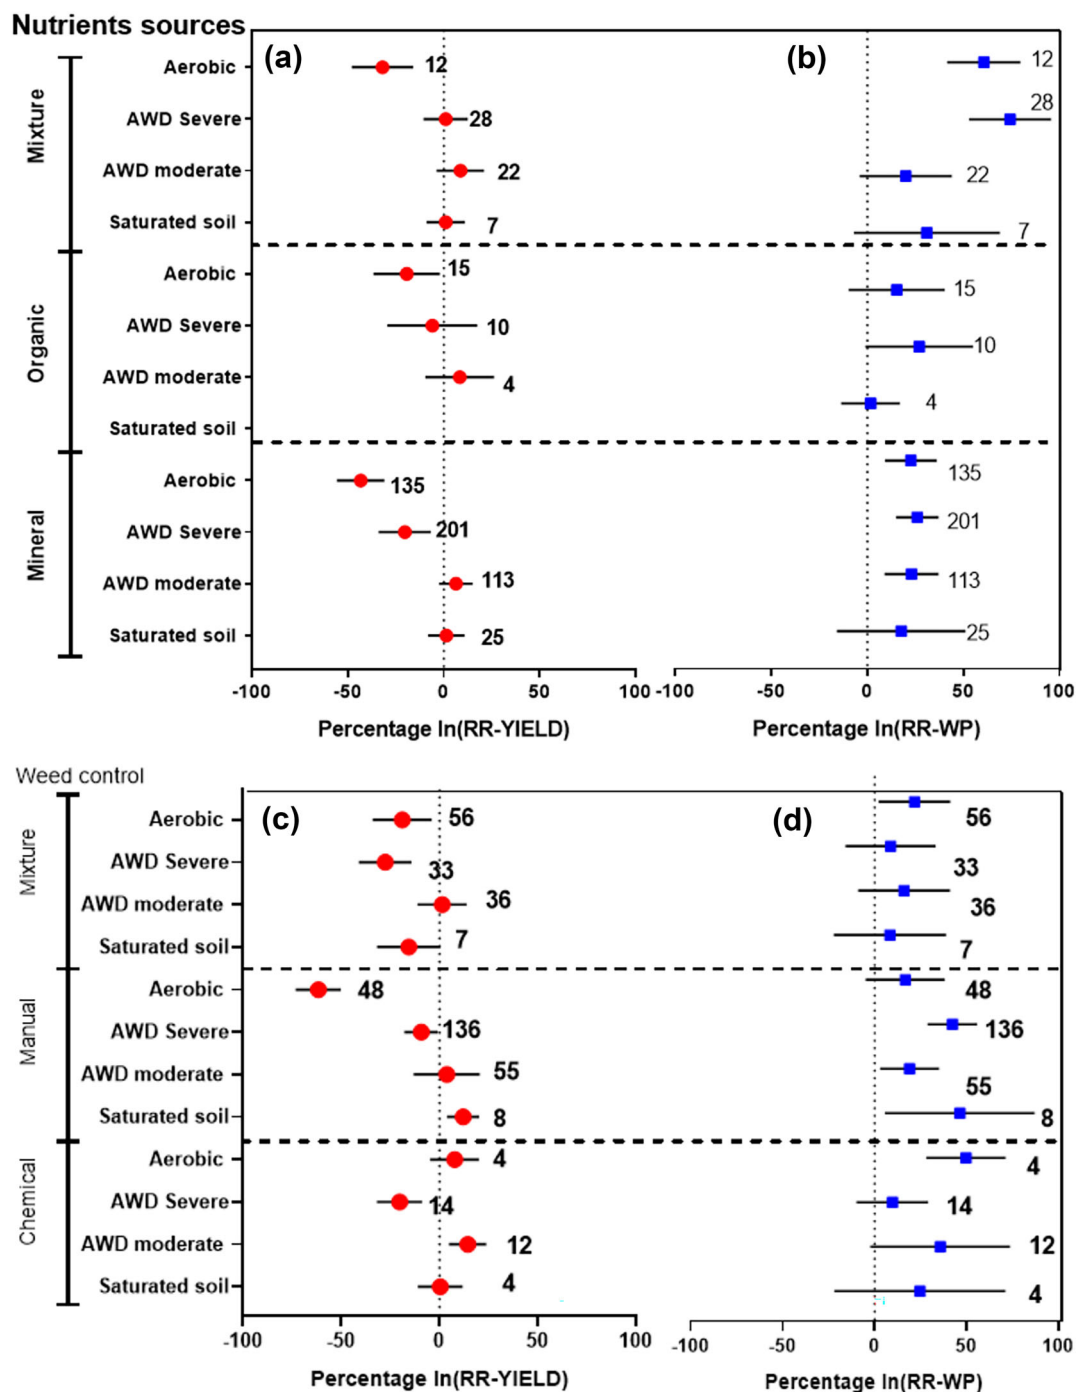 Nutrients sources
(a) (b)
Mixture
Aerobic 12 12
AWD Severe 28 28
AWD moderate 22 22
Saturated soil 7 7
Organic
Aerobic 15 15
AWD Severe 10 10
AWD moderate 4 4
Saturated soil
Mineral
Aerobic 135 135
AWD Severe 201 201
AWD moderate 113 113
Saturated soil 25 25
-100 -50 0 50 100 -100 -50 0 50 100
Percentage ln(RR-YIELD) Percentage ln(RR-WP)
Weed control
(c) (d)
Mixture
Aerobic 56 56
AWD Severe 33 33
AWD moderate 36 36
Saturated soil 7 7
Manual
Aerobic 48 48
AWD Severe 136 136
AWD moderate 55 55
Saturated soil 8 8
Chemical
Aerobic 4 4
AWD Severe 14 14
AWD moderate 12 12
Saturated soil 4 4
-100 -50 0 50 100 -100 -50 0 50 100
Percentage ln(RR-YIELD) Percentage ln(RR-WP)